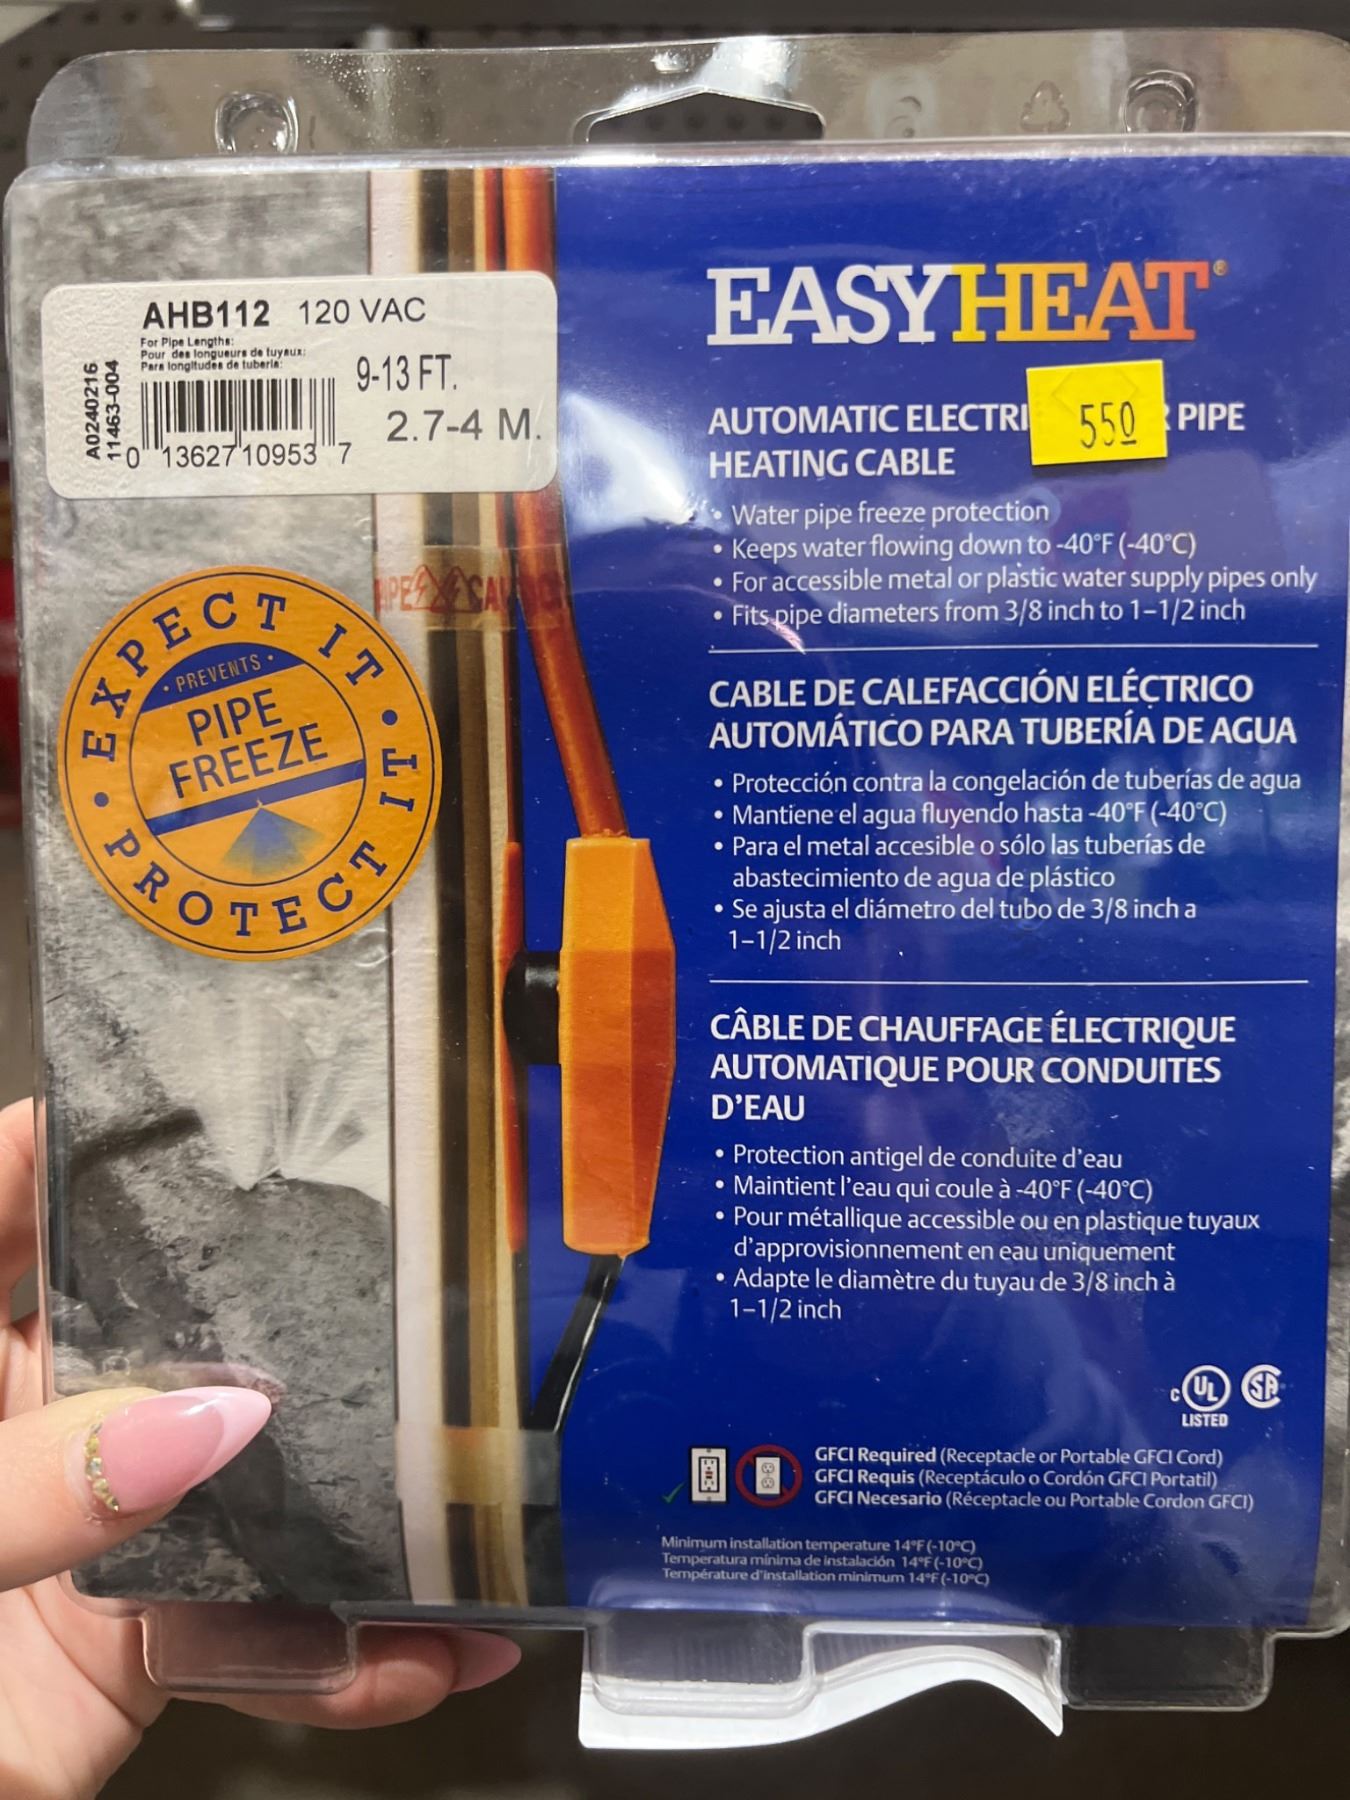 AHB112 120 VAC
For Pipe Lengths:
Pour des longueurs de tuyaux:
Para longitudes de tuberia:
9-13 FT.
2.7-4 M.
A0240216
11463-004
0 13627 10953 7
EASYHEAT®
550
AUTOMATIC ELECTRI R PIPE
HEATING CABLE
• Water pipe freeze protection
• Keeps water flowing down to -40°F (-40°C)
• For accessible metal or plastic water supply pipes only
• Fits pipe diameters from 3/8 inch to 1-1/2 inch
CABLE DE CALEFACCIÓN ELÉCTRICO
AUTOMÁTICO PARA TUBERÍA DE AGUA
• Protección contra la congelación de tuberías de agua
• Mantiene el agua fluyendo hasta -40°F (-40°C)
• Para el metal accesible o sólo las tuberías de
abastecimiento de agua de plástico
• Se ajusta el diámetro del tubo de 3/8 inch a
1-1/2 inch
CÂBLE DE CHAUFFAGE ÉLECTRIQUE
AUTOMATIQUE POUR CONDUITES
D'EAU
• Protection antigel de conduite d'eau
• Maintient l'eau qui coule à -40°F (-40°C)
• Pour métallique accessible ou en plastique tuyaux
d'approvisionnement en eau uniquement
• Adapte le diamètre du tuyau de 3/8 inch à
1-1/2 inch
• EXPECT IT •
PROTECT IT
• PREVENTS •
PIPE
FREEZE
c UL SA
LISTED
GFCI Required (Receptacle or Portable GFCI Cord)
GFCI Requis (Receptáculo o Cordón GFCI Portatil)
GFCI Necesario (Réceptacle ou Portable Cordon GFCI)
Minimum installation temperature 14°F (-10°C)
Temperatura mínima de instalación 14°F (-10°C)
Température d'installation minimum 14°F (-10°C)